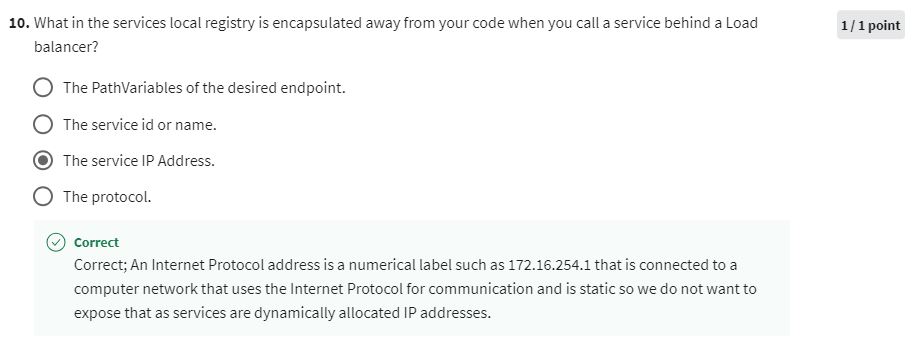 10. What in the services local registry is encapsulated away from your code when you call a service behind a Load
balancer?
1 / 1 point
The PathVariables of the desired endpoint.
The service id or name.
The service IP Address.
The protocol.
Correct
Correct; An Internet Protocol address is a numerical label such as 172.16.254.1 that is connected to a
computer network that uses the Internet Protocol for communication and is static so we do not want to
expose that as services are dynamically allocated IP addresses.